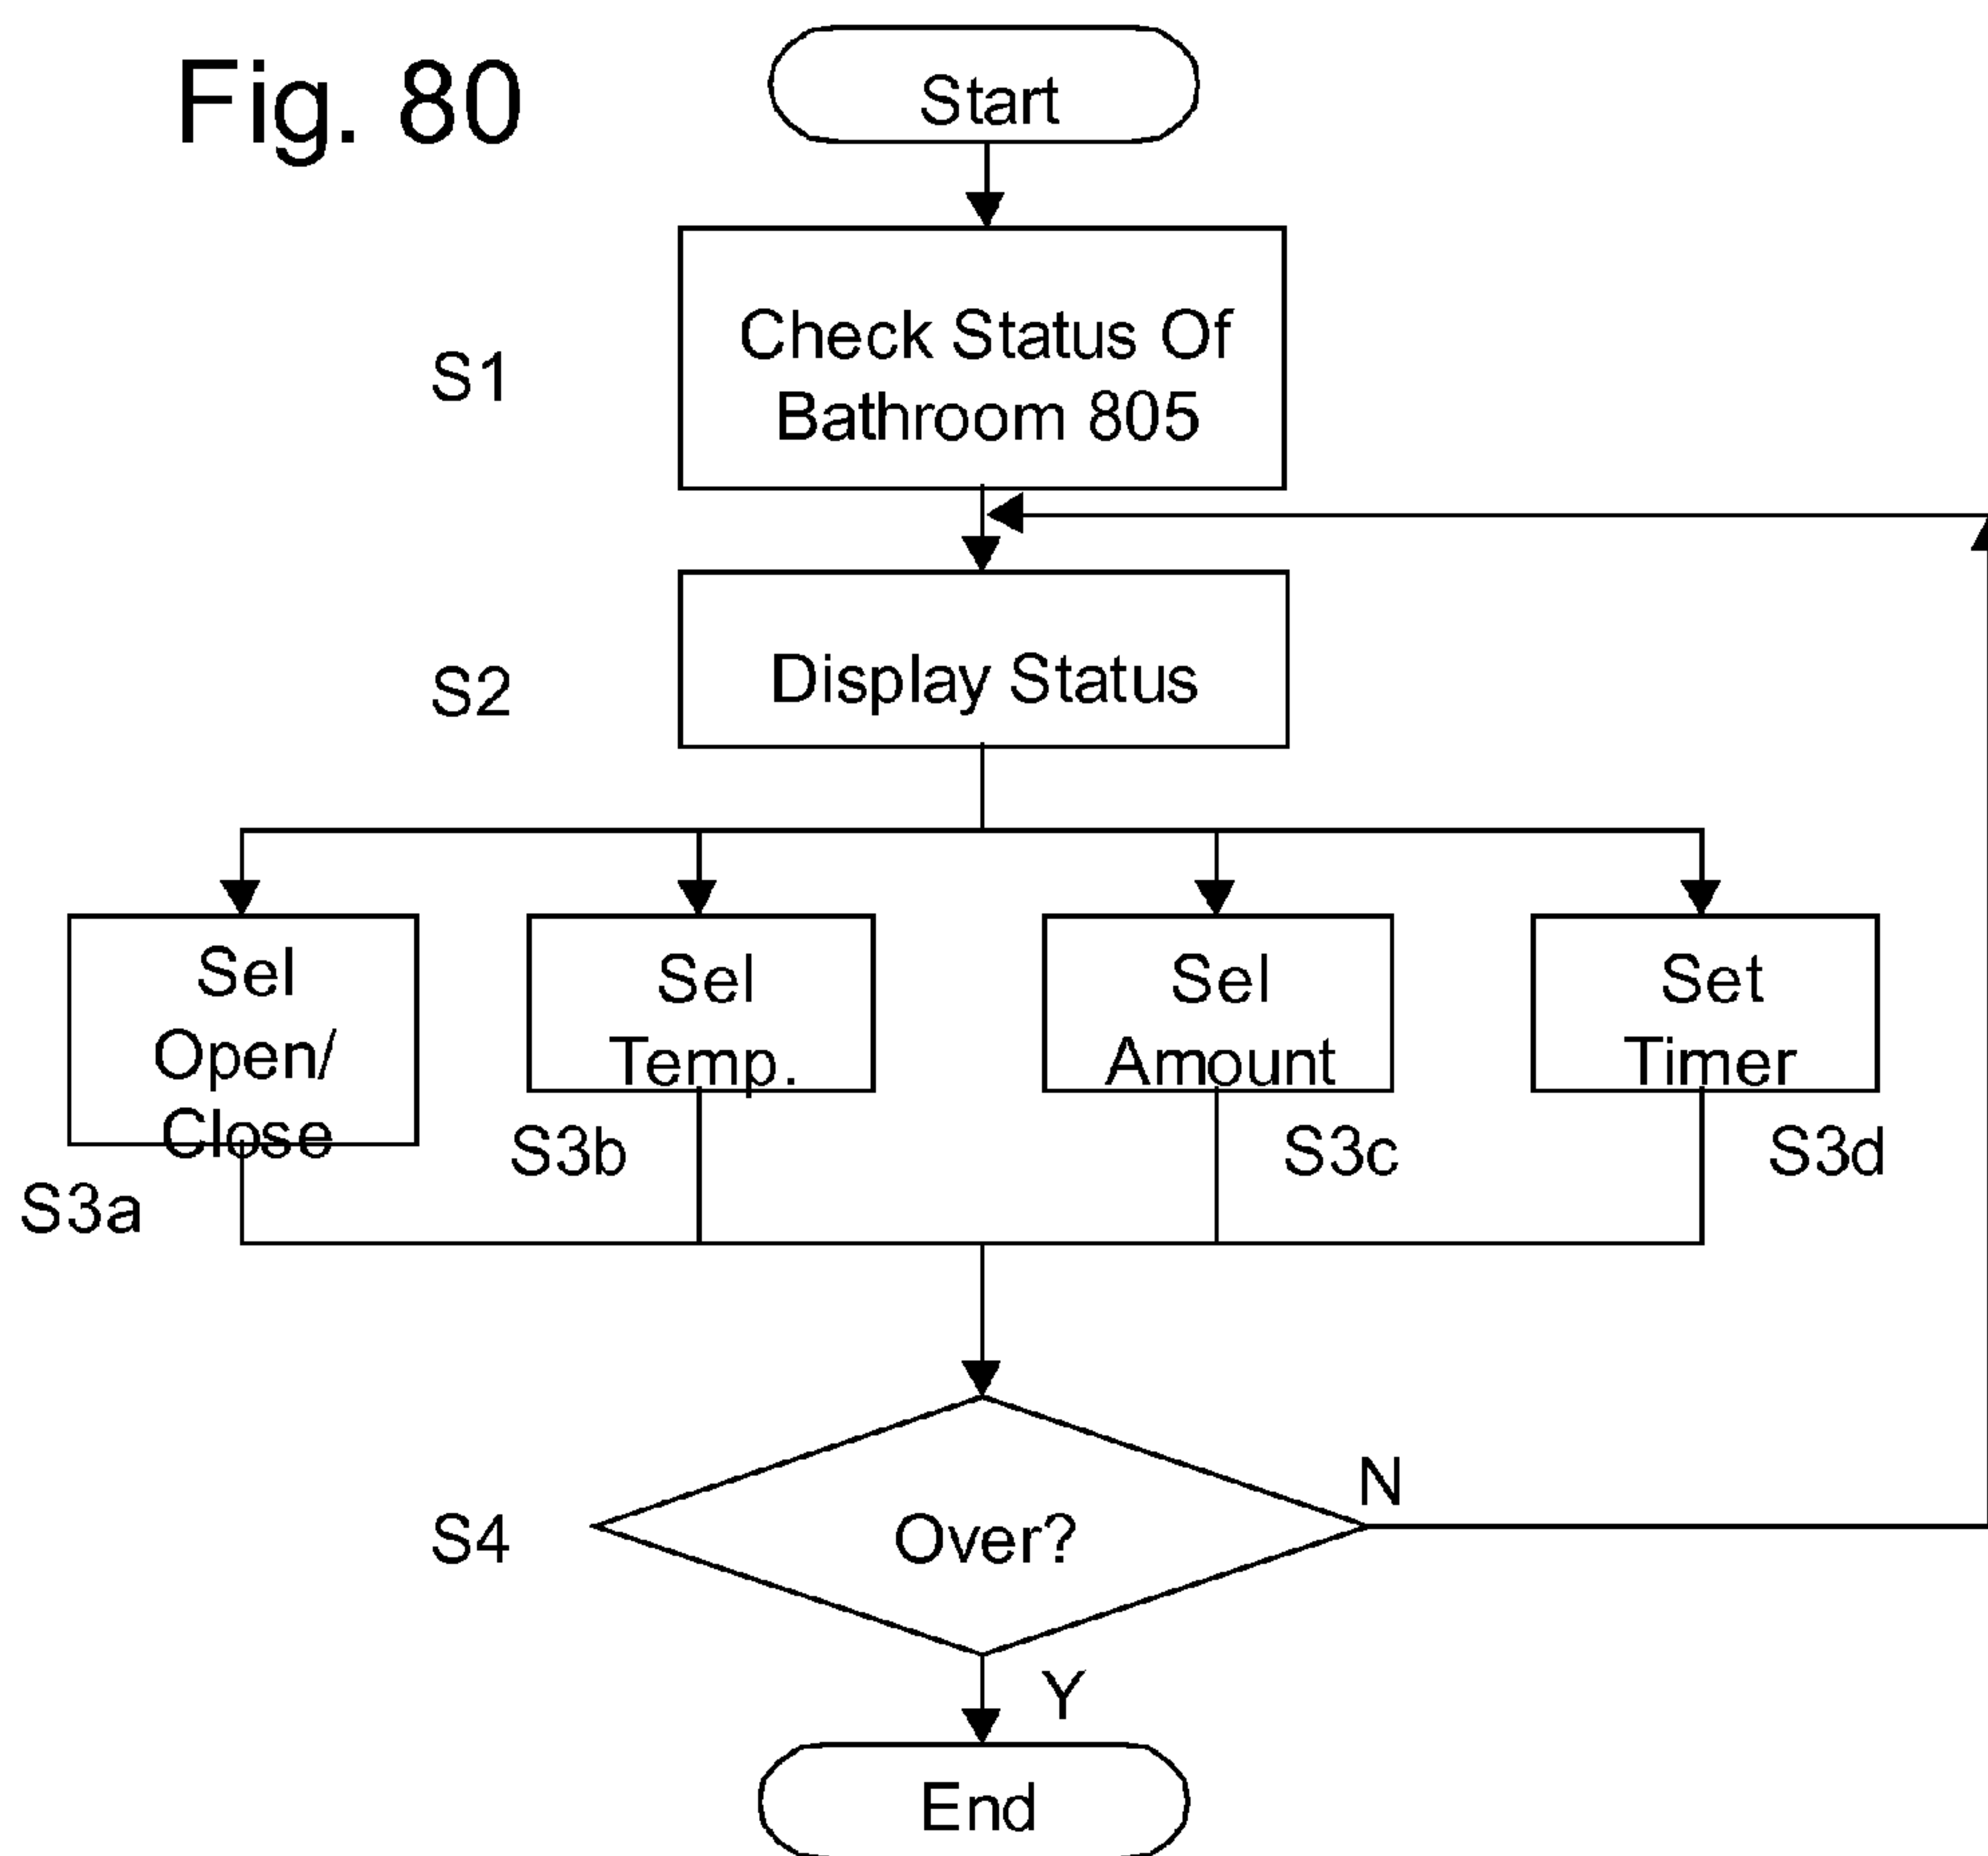 Fig. 80
Start
S1
Check Status Of
Bathroom 805
S2
Display Status
Sel
Open/
Close
S3a
Sel
Temp.
S3b
Sel
Amount
S3c
Set
Timer
S3d
S4
Over?
N
Y
End